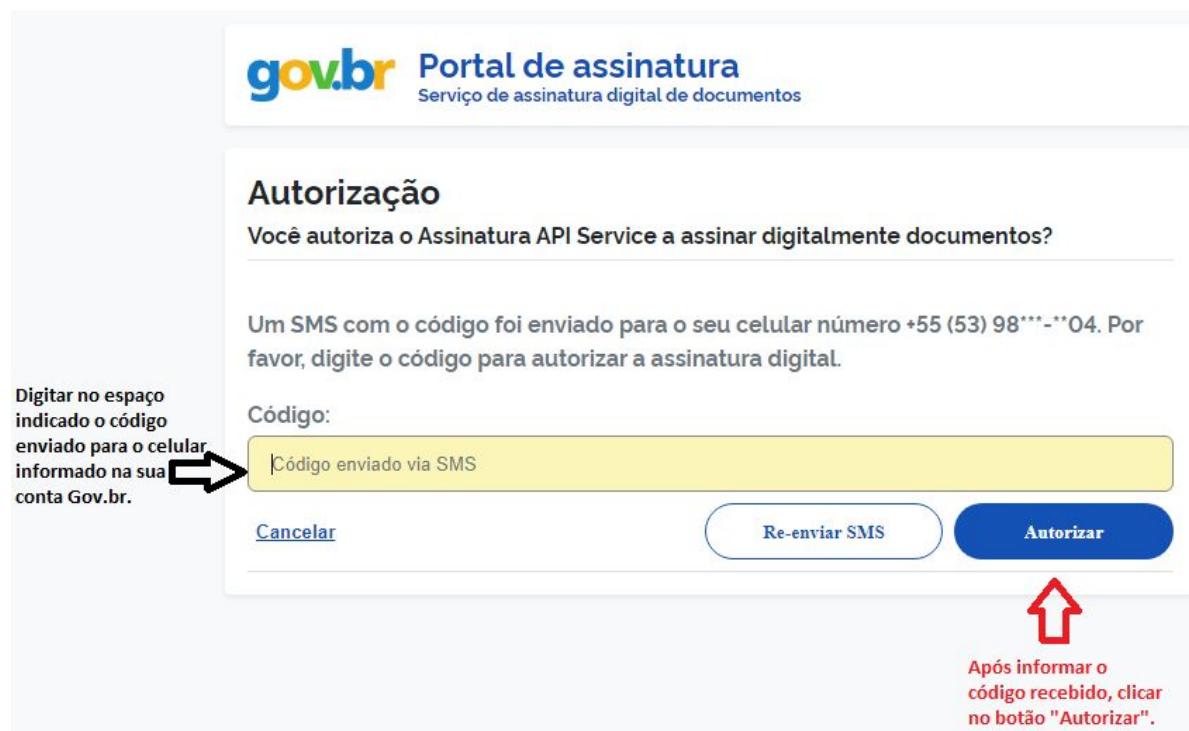 gov.br
Portal de assinatura
Serviço de assinatura digital de documentos
Autorização
Você autoriza o Assinatura API Service a assinar digitalmente documentos?
Um SMS com o código foi enviado para o seu celular número +55 (53) 98***-**04. Por
favor, digite o código para autorizar a assinatura digital.
Digitar no espaço
indicado o código
enviado para o celular
informado na sua
conta Gov.br.
Código:
Código enviado via SMS
Cancelar
Re-enviar SMS
Autorizar
Após informar o
código recebido, clicar
no botão "Autorizar".